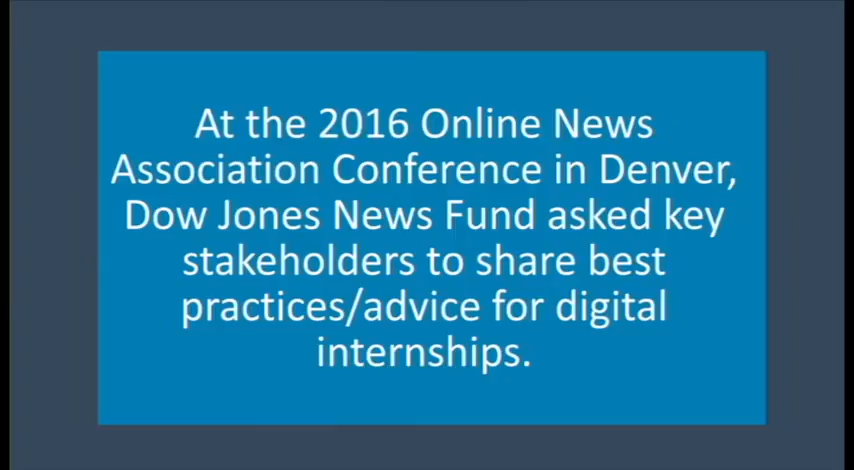 At the 2016 Online News
Association Conference in Denver,
Dow Jones News Fund asked key
stakeholders to share best
practices/advice for digital
internships.